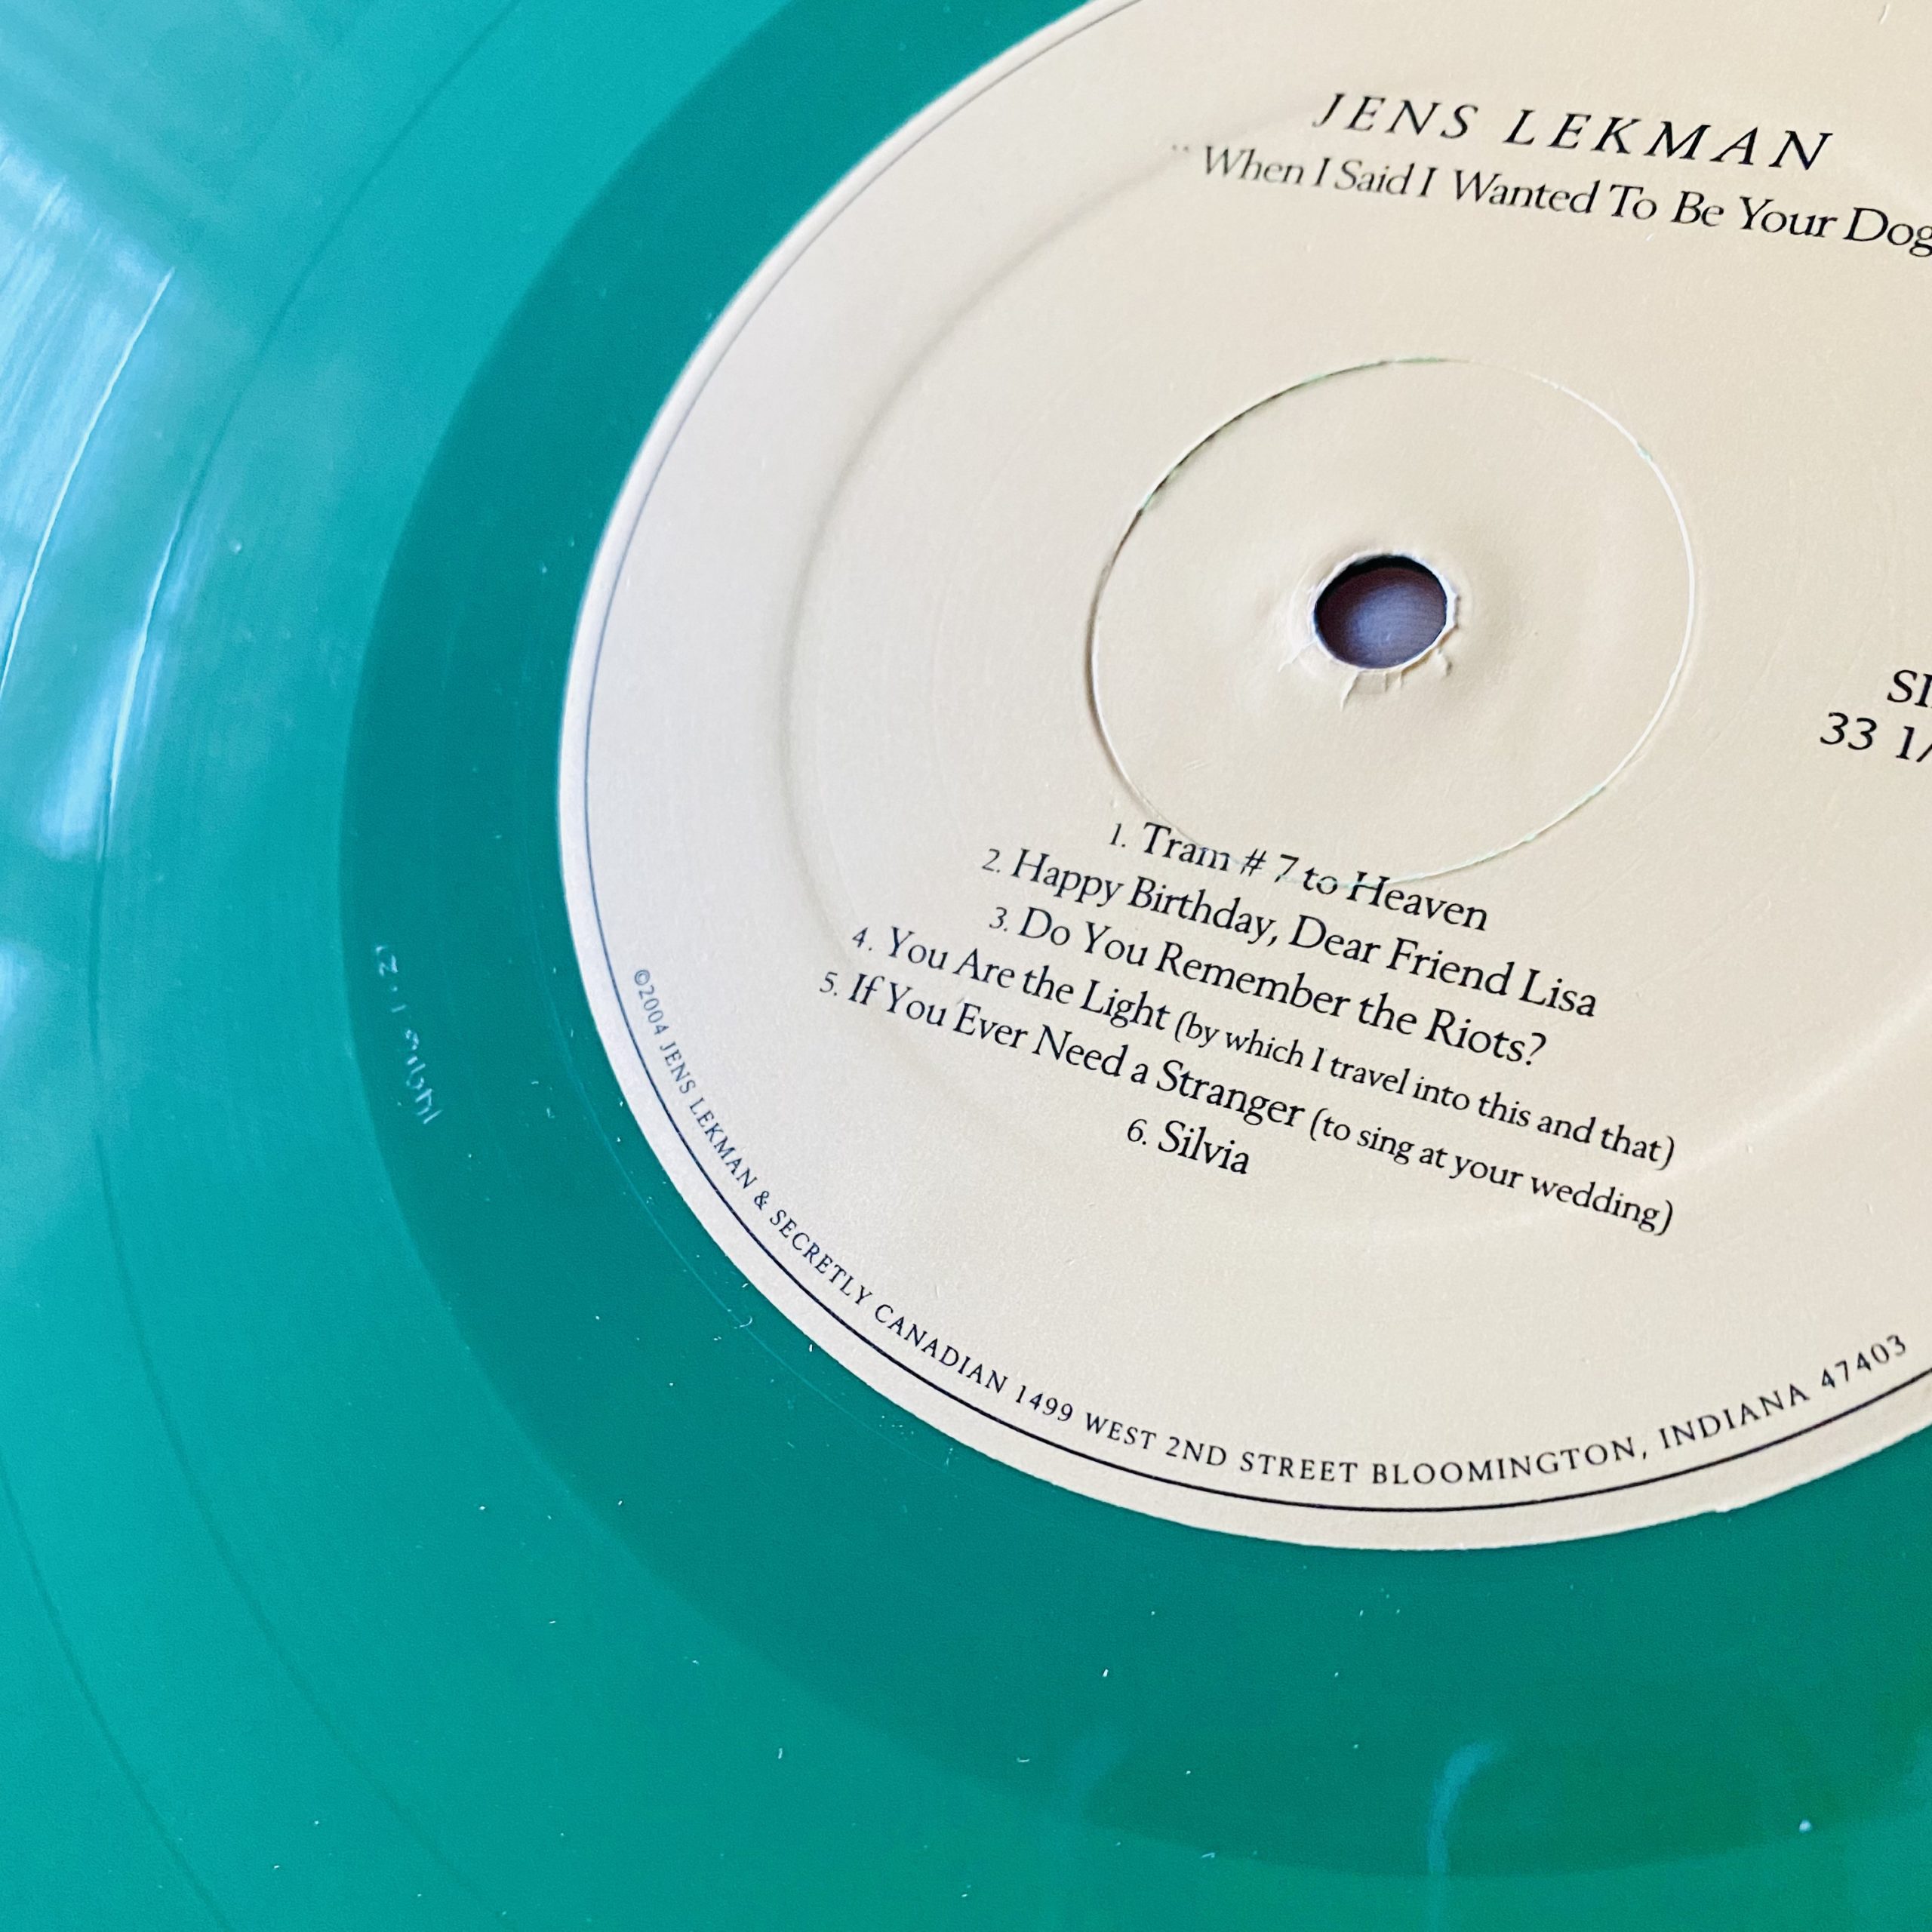 JENS LEKMAN
"When I Said I Wanted To Be Your Dog
33 1/
1. Tram # 7 to Heaven
2. Happy Birthday, Dear Friend Lisa
3. Do You Remember the Riots?
4. You Are the Light (by which I travel into this and that)
5. If You Ever Need a Stranger (to sing at your wedding)
6. Silvia
©2004 JENS LEKMAN & SECRETLY CANADIAN 1499 WEST 2ND STREET BLOOMINGTON, INDIANA 47403